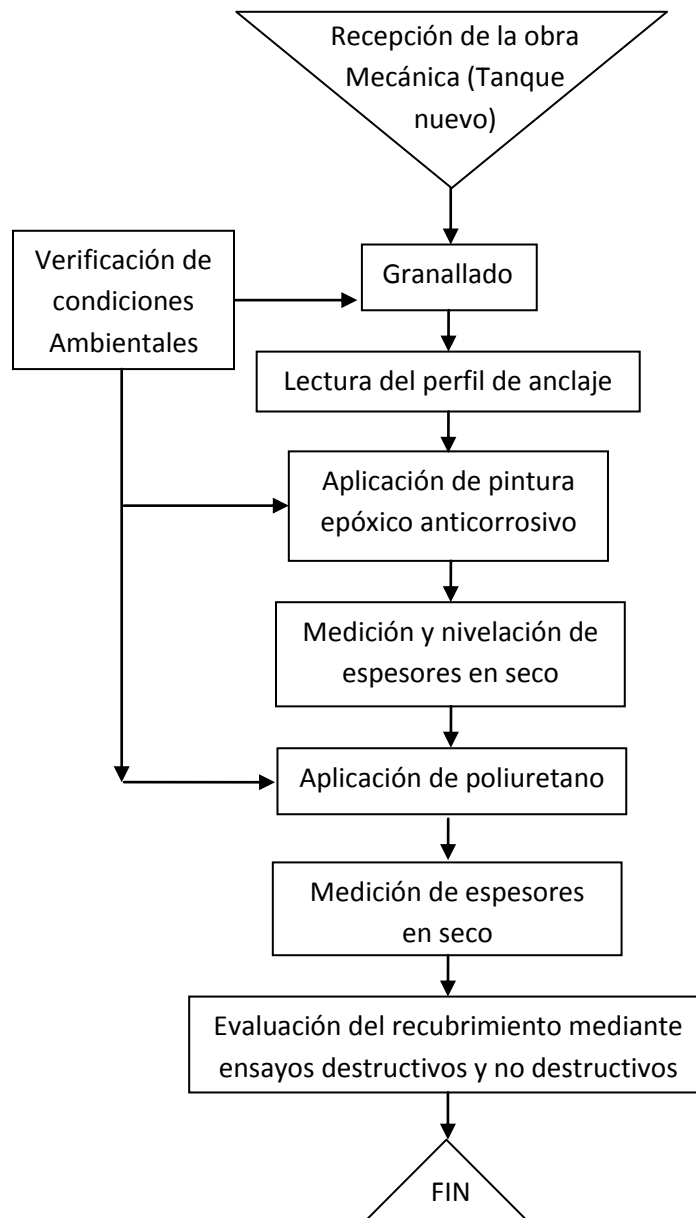 Recepción de la obra
Mecánica (Tanque
nuevo)
Verificación de
condiciones
Ambientales
Granallado
Lectura del perfil de anclaje
Aplicación de pintura
epóxico anticorrosivo
Medición y nivelación de
espesores en seco
Aplicación de poliuretano
Medición de espesores
en seco
Evaluación del recubrimiento mediante
ensayos destructivos y no destructivos
FIN